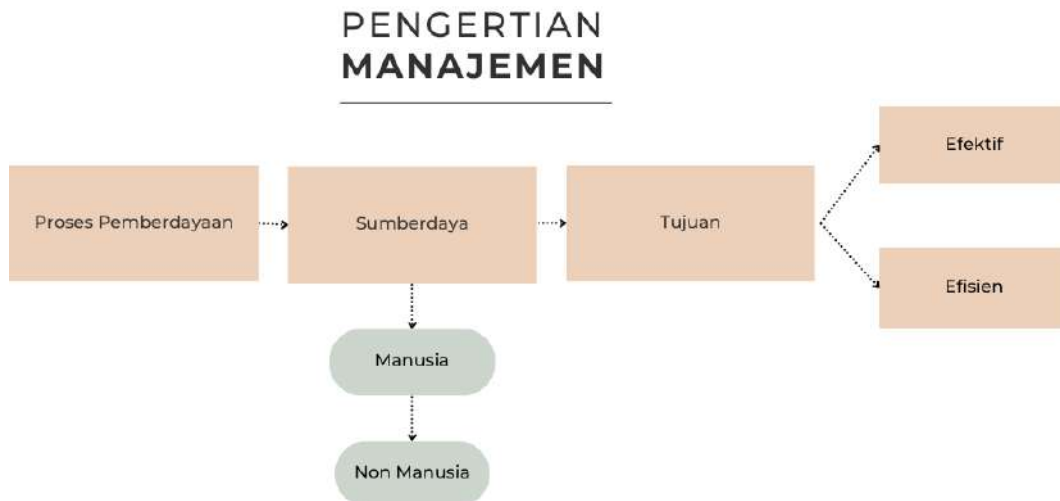 PENGERTIAN
MANAJEMEN
Proses Pemberdayaan
Sumberdaya
Tujuan
Efektif
Efisien
Manusia
Non Manusia